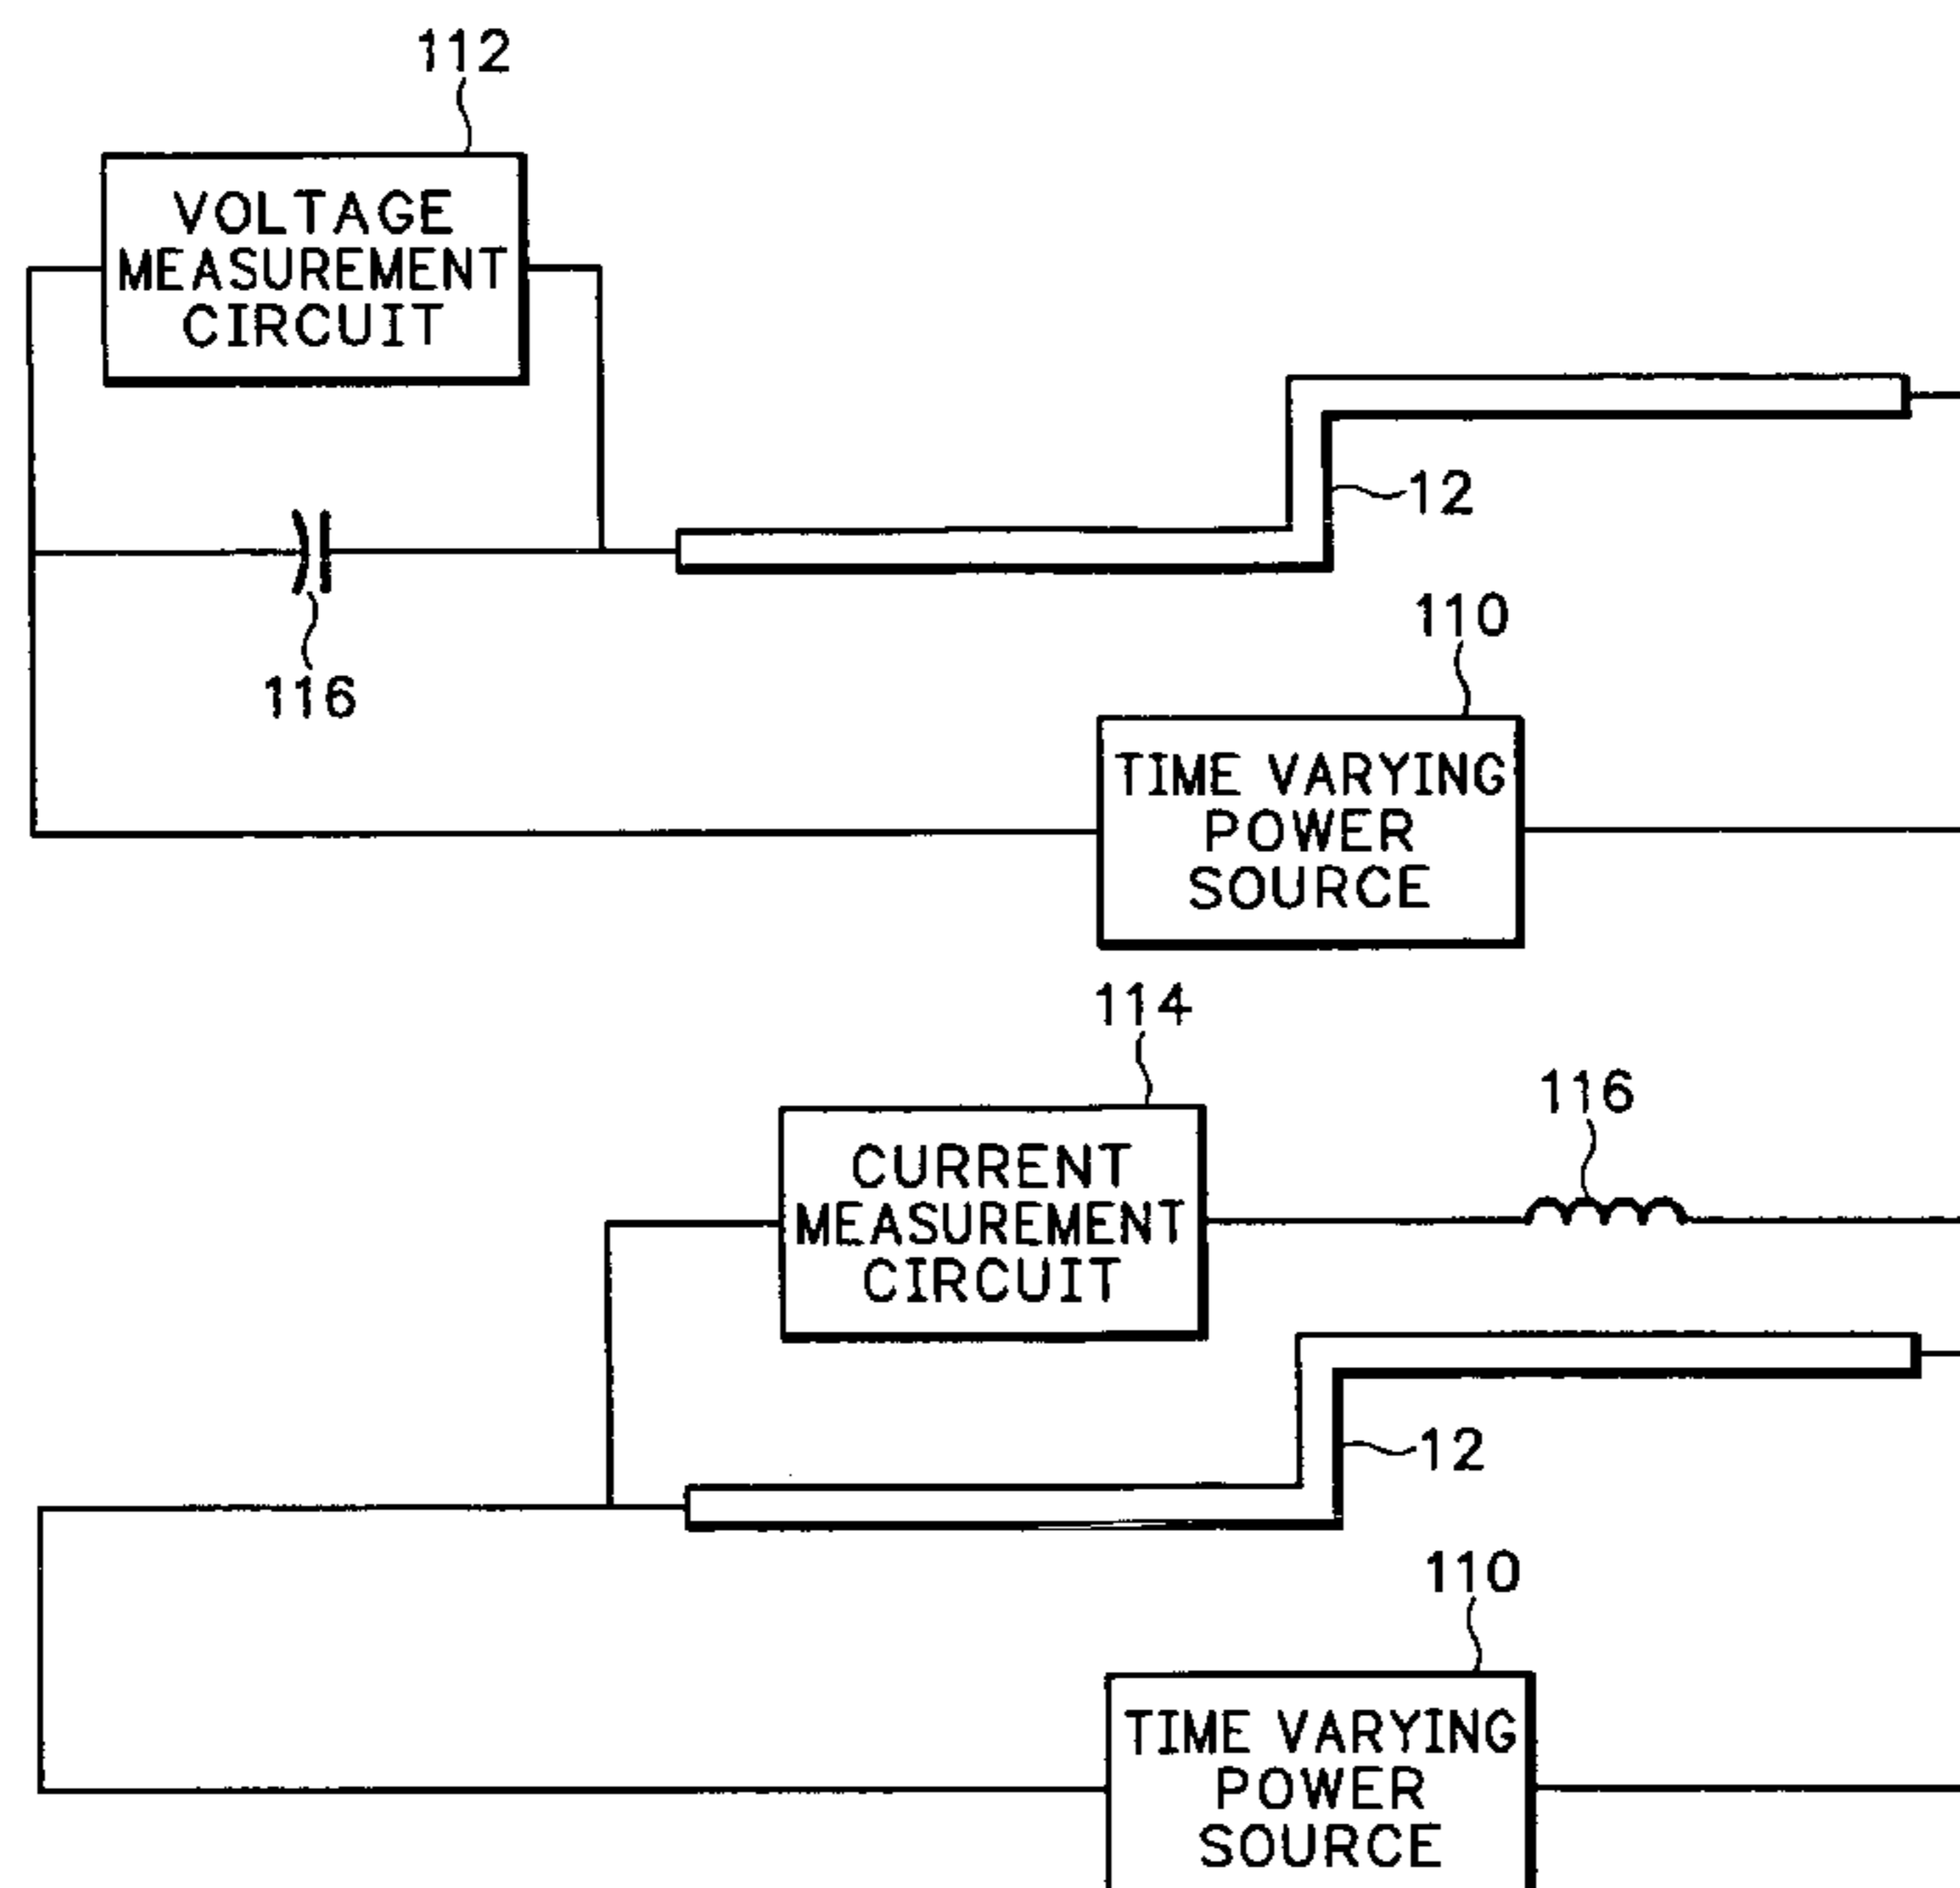 112
VOLTAGE
MEASUREMENT
CIRCUIT
12
116
110
TIME VARYING
POWER
SOURCE
114
116
CURRENT
MEASUREMENT
CIRCUIT
12
110
TIME VARYING
POWER
SOURCE